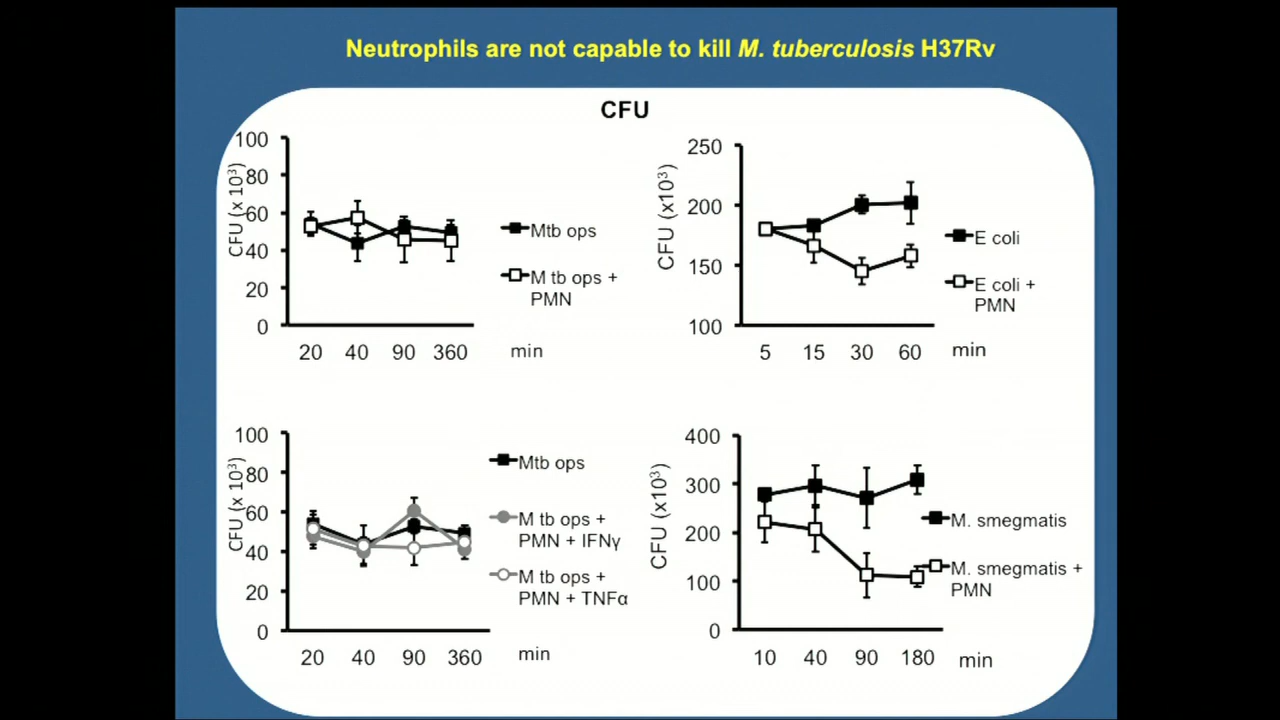 Neutrophils are not capable to kill M. tuberculosis H37Rv
CFU
CFU (x 10³)
100
80
60
40
20
0
20 40 90 360 min
Mtb ops
M tb ops +
PMN
CFU (x10³)
250
200
150
100
5 15 30 60 min
E coli
E coli +
PMN
CFU (x 10³)
100
80
60
40
20
0
20 40 90 360 min
Mtb ops
M tb ops +
PMN + IFNγ
M tb ops +
PMN + TNFα
CFU (x10³)
400
300
200
100
0
10 40 90 180 min
M. smegmatis
M. smegmatis +
PMN